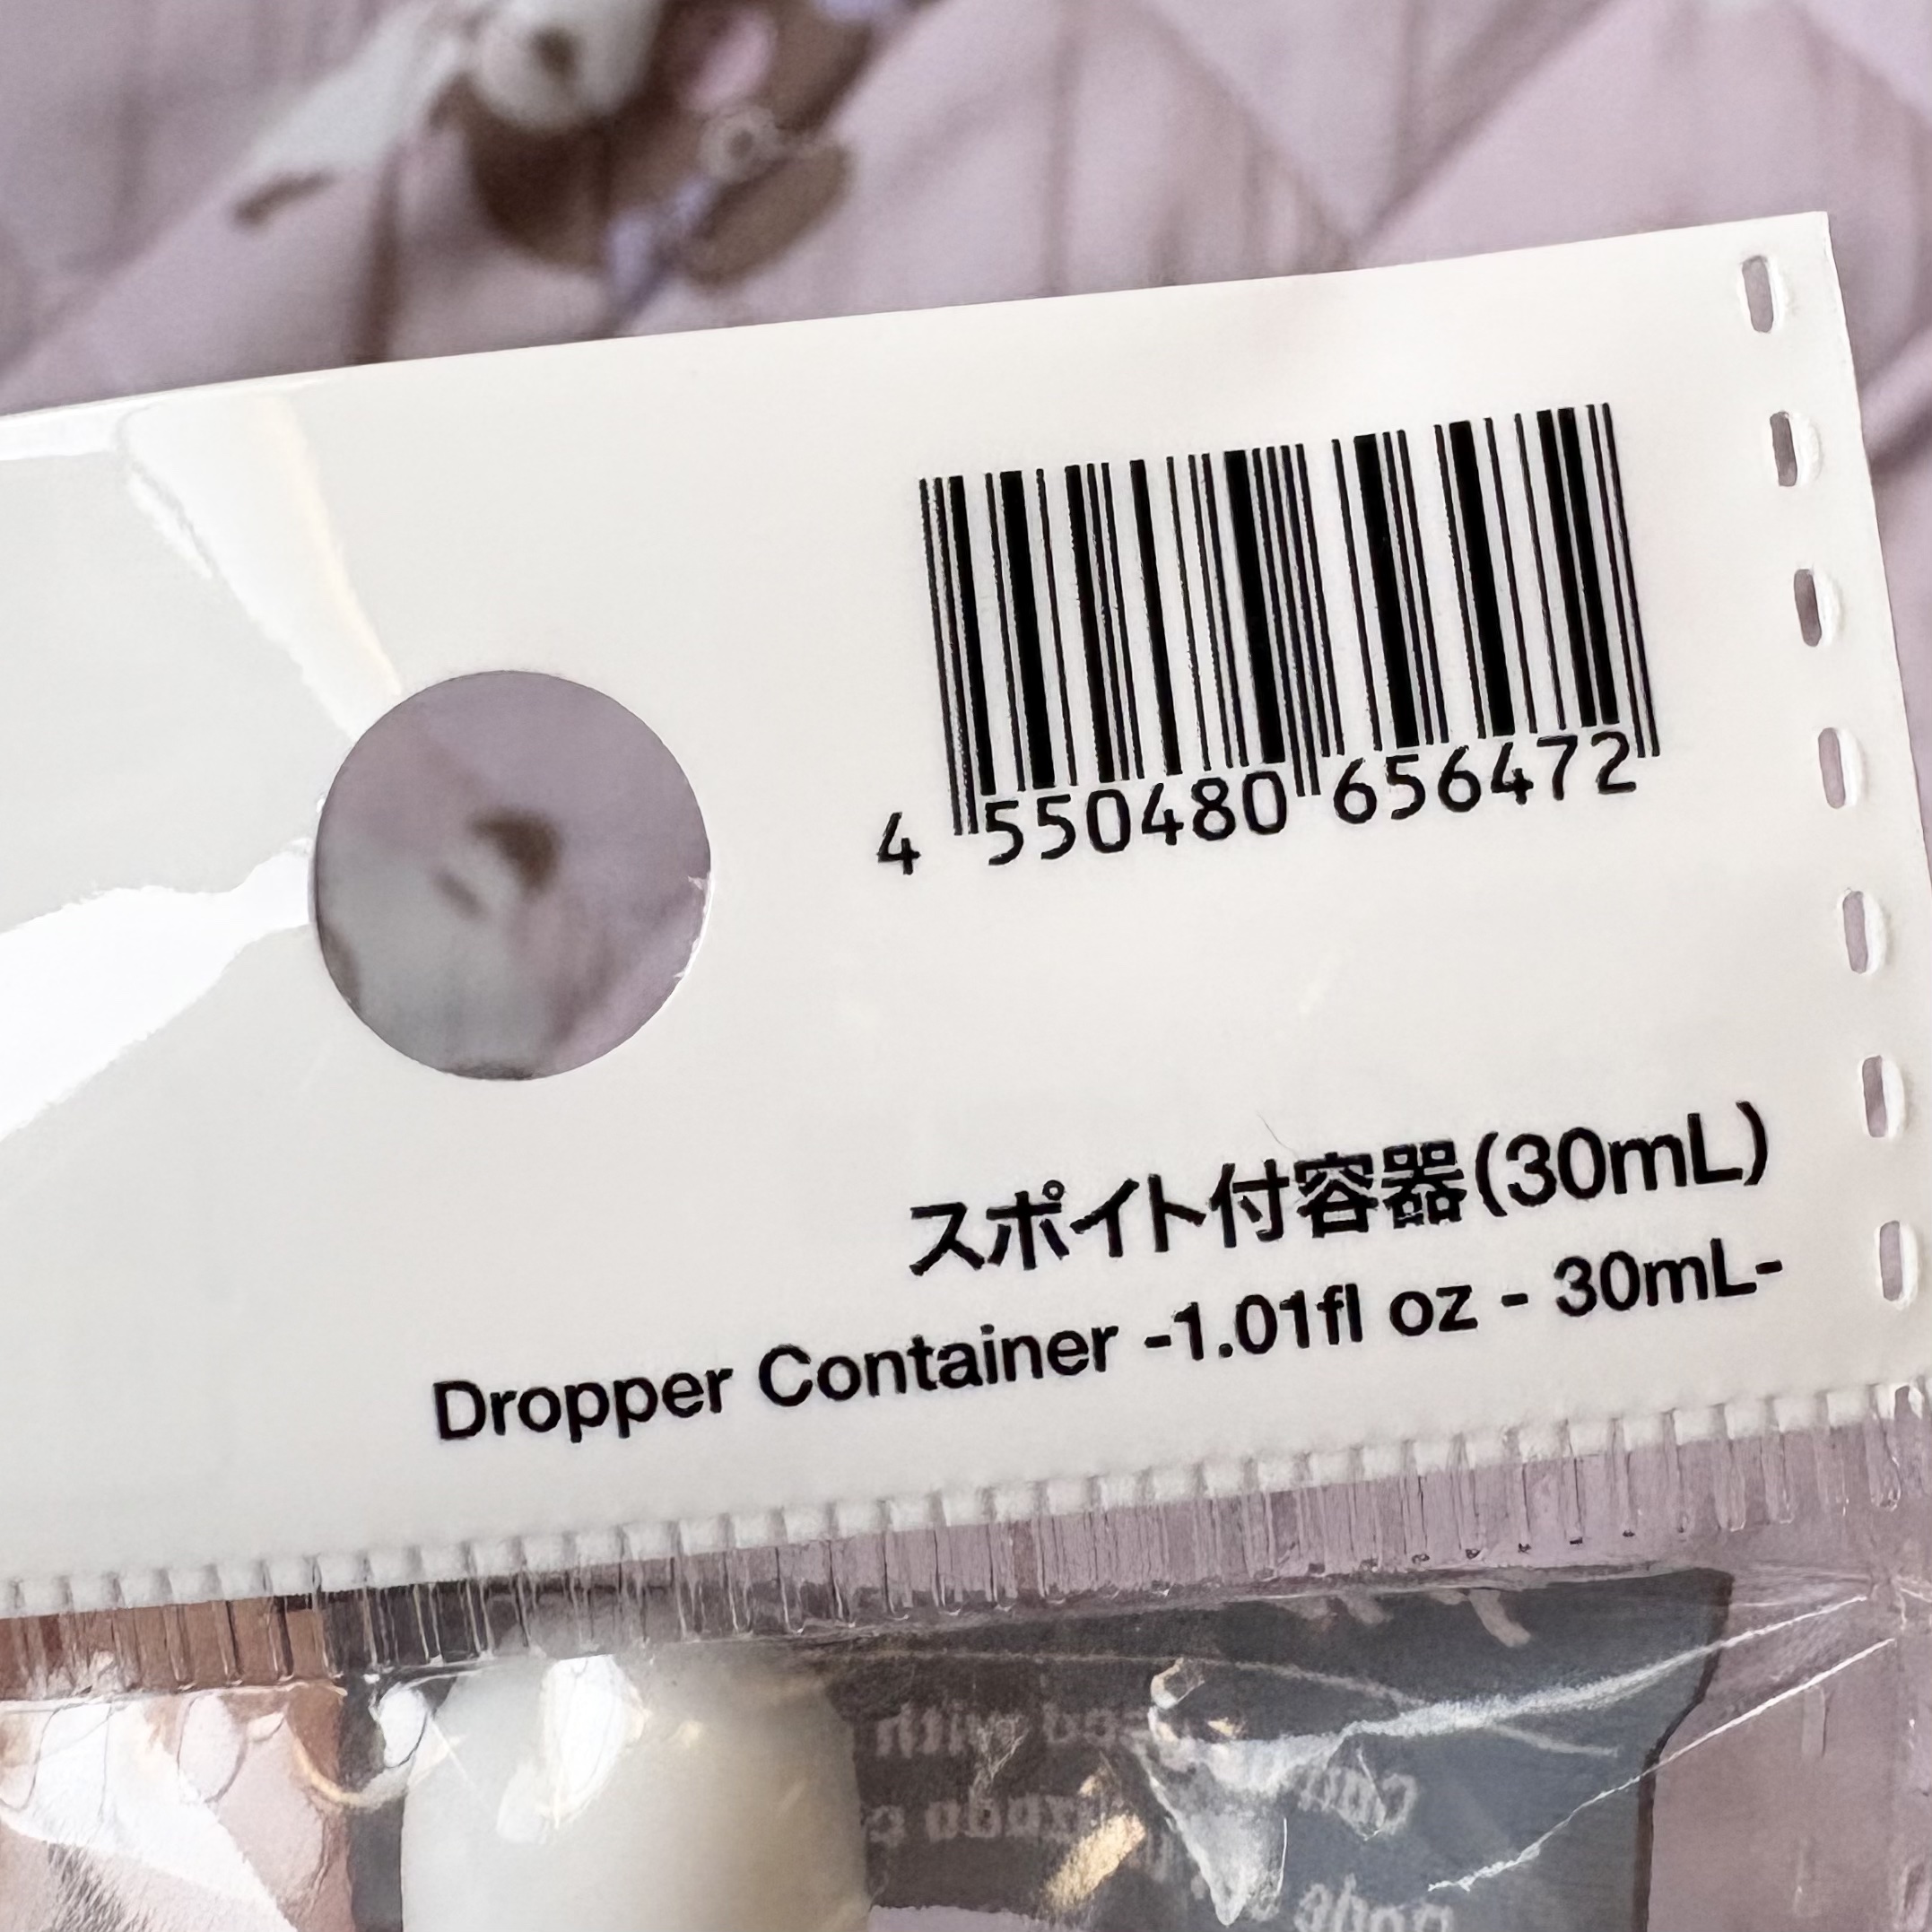 4 550480 656472
スポイト付容器(30mL)
Dropper Container -1.01fl oz - 30mL-